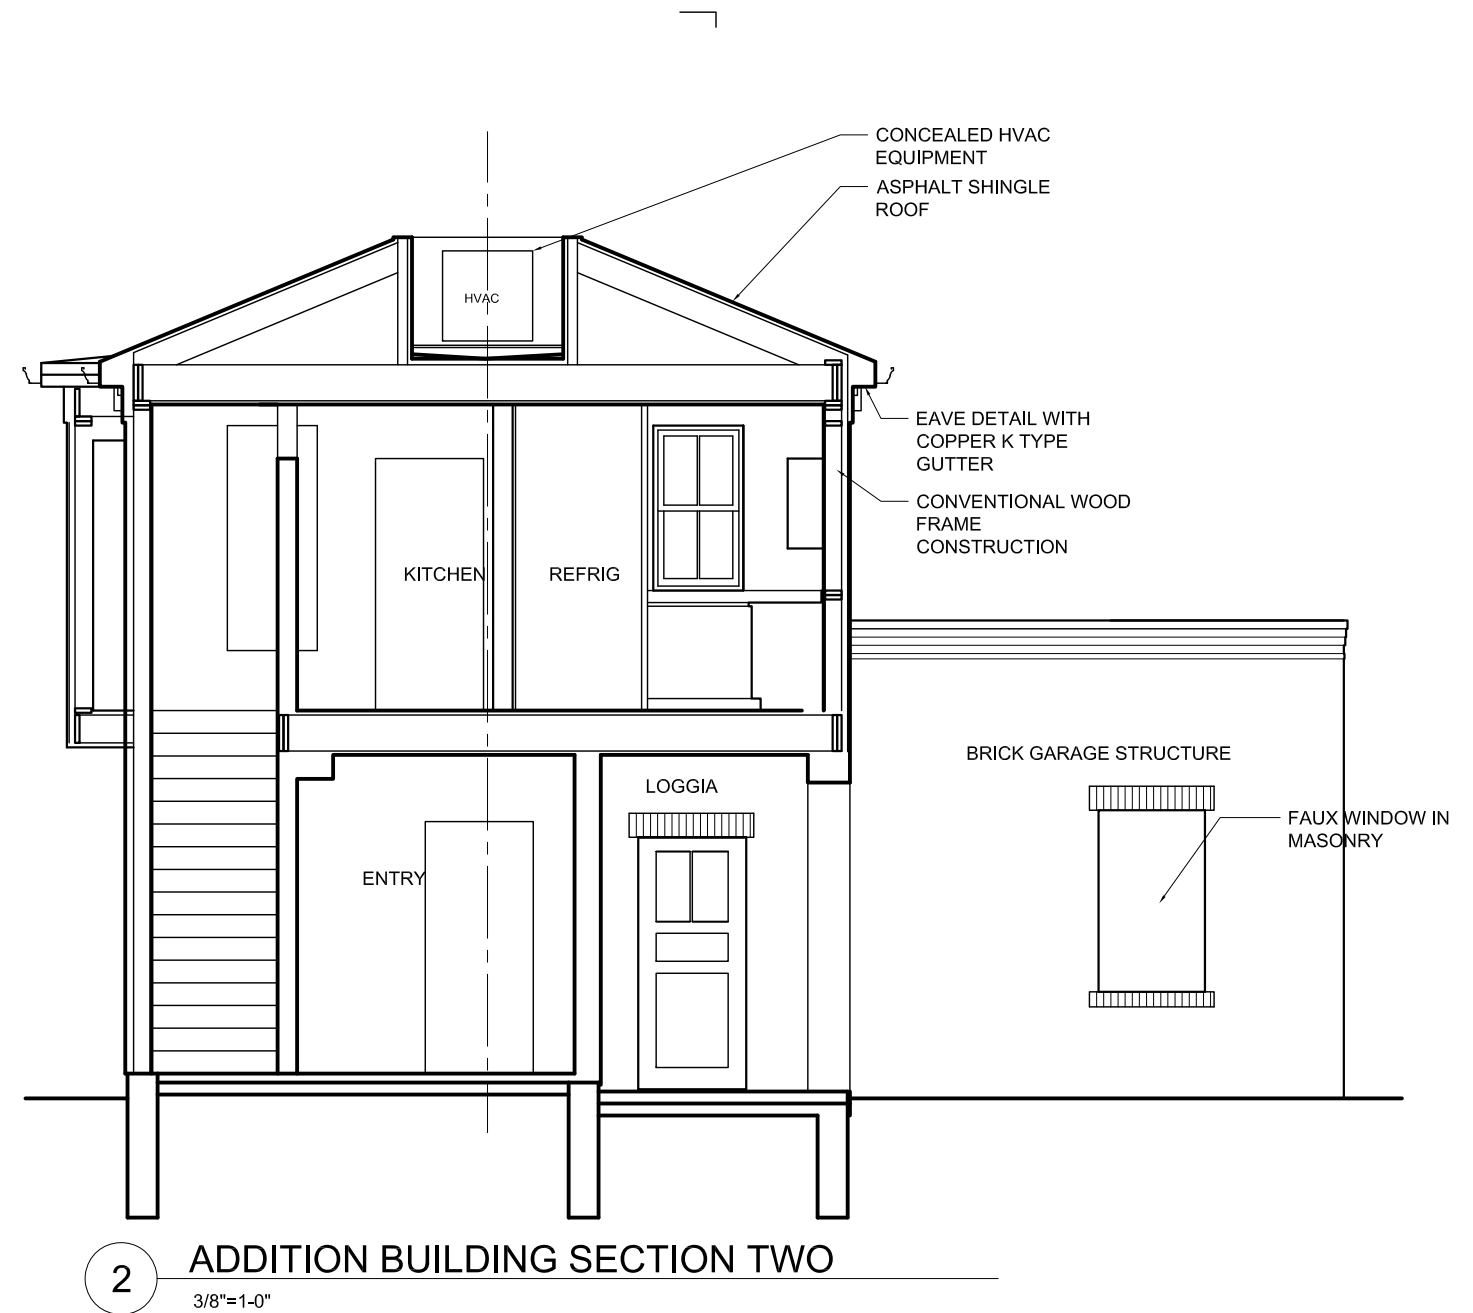 CONCEALED HVAC
EQUIPMENT
ASPHALT SHINGLE
ROOF
HVAC
EAVE DETAIL WITH
COPPER K TYPE
GUTTER
CONVENTIONAL WOOD
FRAME
CONSTRUCTION
KITCHEN
REFRIG
BRICK GARAGE STRUCTURE
LOGGIA
FAUX WINDOW IN
MASONRY
ENTRY
2
ADDITION BUILDING SECTION TWO
3/8"=1-0"